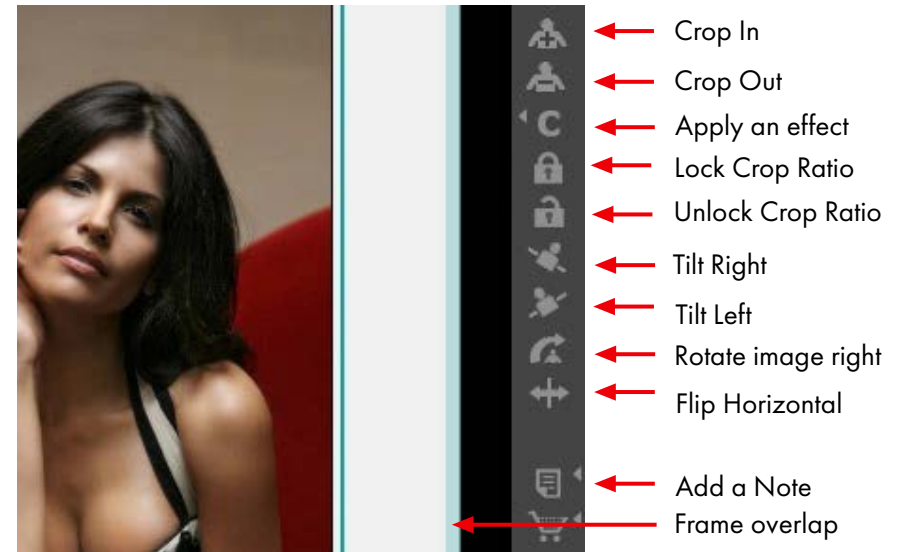 Crop In
Crop Out
C
Apply an effect
Lock Crop Ratio
Unlock Crop Ratio
Tilt Right
Tilt Left
Rotate image right
Flip Horizontal
Add a Note
Frame overlap